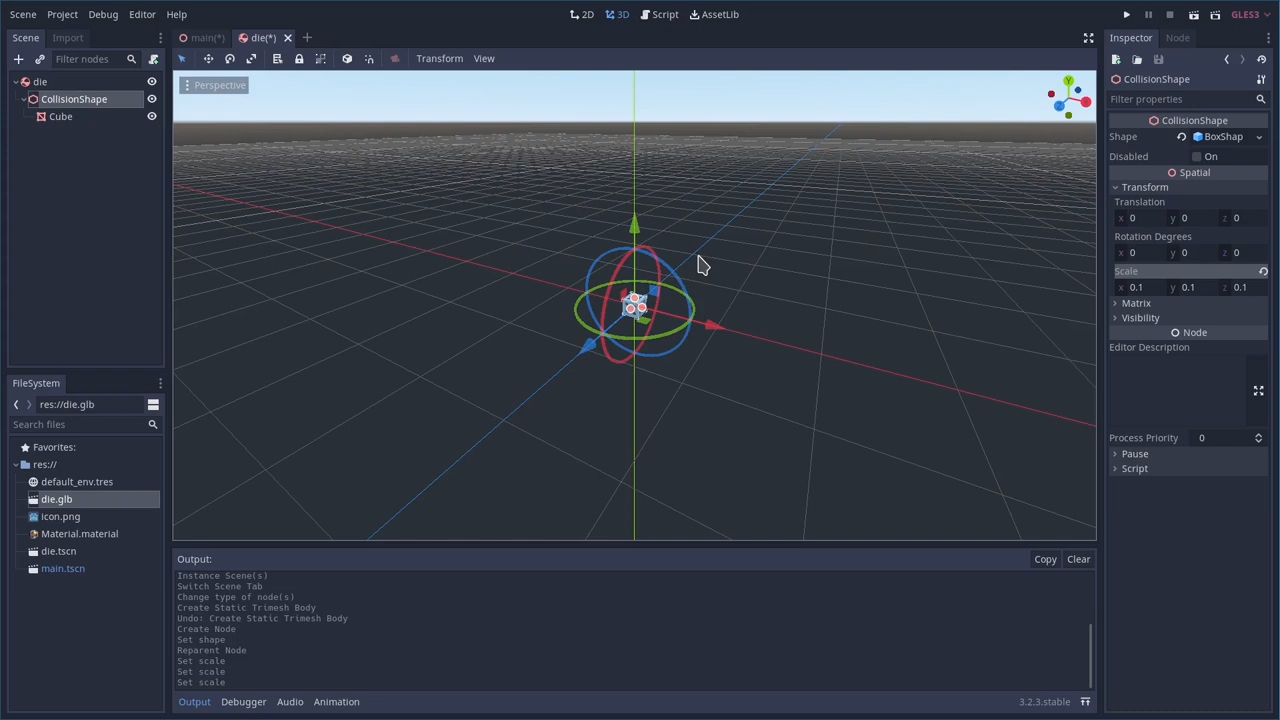 Scene Project Debug Editor Help
2D 3D Script AssetLib
GLES3
Scene Import
main(*) die(*)
Inspector Node
Filter nodes
Transform View
die
CollisionShape
Cube
Perspective
Y
Z
CollisionShape
Filter properties
CollisionShape
Shape BoxShap
Disabled On
Spatial
Transform
Translation
x 0 y 0 z 0
Rotation Degrees
x 0 y 0 z 0
Scale
x 0.1 y 0.1 z 0.1
Matrix
Visibility
Node
Editor Description
Process Priority 0
Pause
Script
FileSystem
res://die.glb
Search files
Favorites:
res://
default_env.tres
die.glb
icon.png
Material.material
die.tscn
main.tscn
Output:
Copy Clear
Instance Scene(s)
Switch Scene Tab
Change type of node(s)
Create Static Trimesh Body
Undo: Create Static Trimesh Body
Create Node
Set shape
Reparent Node
Set scale
Set scale
Set scale
Output Debugger Audio Animation
3.2.3.stable